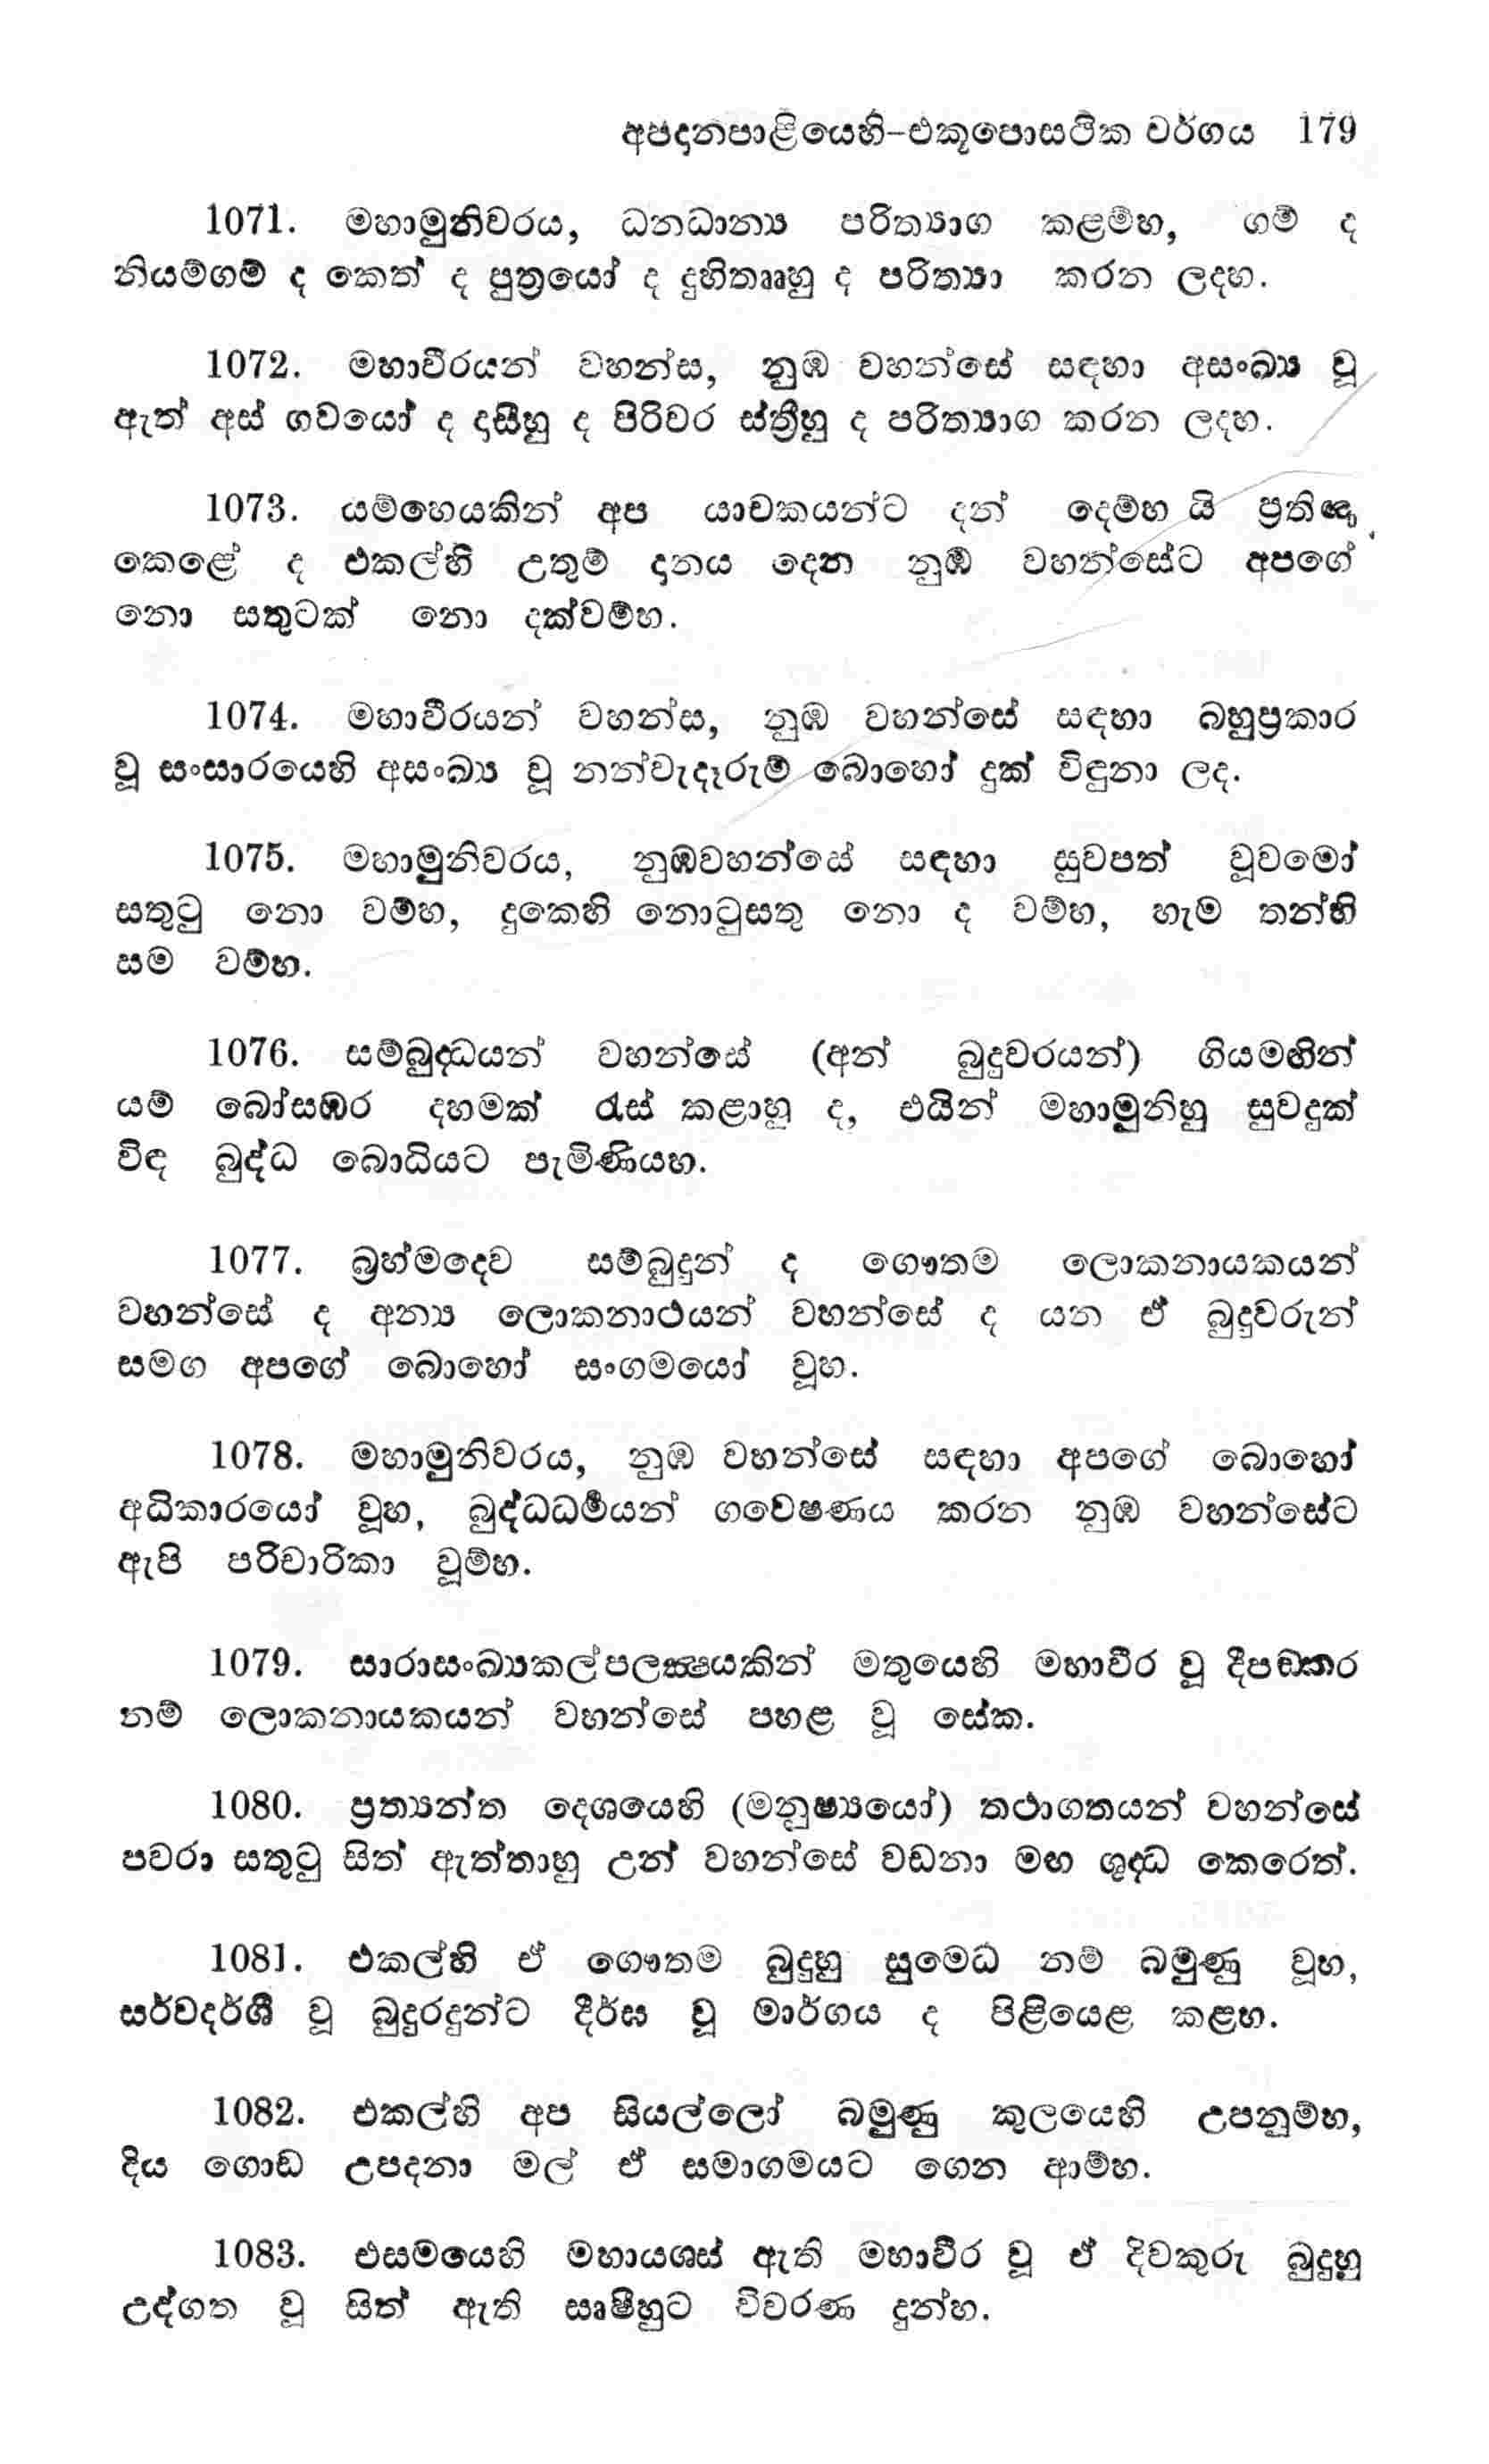 අපදානපාළියෙහි–එකූපොසථික වර්ගය 179
1071. මහාමුනිවරය, ධනධාන්‍ය පරිත්‍යාග කළම්හ, ගම් ද
නියම්ගම් ද කෙත් ද පුත්‍රයෝ ද දුහිතෲහු ද පරිත්‍යා කරන ලදහ.
1072. මහාවීරයන් වහන්ස, නුඹ වහන්සේ සඳහා අසංඛ්‍ය වූ
ඇත් අස් ගවයෝ ද දාසීහු ද පිරිවර ස්ත්‍රීහු ද පරිත්‍යාග කරන ලදහ.
1073. යම්හෙයකින් අප යාචකයන්ට දන් දෙම්හ යි ප්‍රතිඥා
කෙළේ ද එකල්හි උතුම් දානය දෙන නුඹ වහන්සේට අපගේ
නො සතුටක් නො දක්වම්හ.
1074. මහාවීරයන් වහන්ස, නුඹ වහන්සේ සඳහා බහුප්‍රකාර
වූ සංසාරයෙහි අසංඛ්‍ය වූ නන්වැදෑරුම් බොහෝ දුක් විඳුනා ලද.
1075. මහාමුනිවරය, නුඹවහන්සේ සඳහා සුවපත් වූවමෝ
සතුටු නො වම්හ, දුකෙහි නොටුසතු නො ද වම්හ, හැම තන්හි
සම වම්හ.
1076. සම්බුද්ධයන් වහන්සේ (අන් බුදුවරයන්) ගියමඟින්
යම් බෝසඹර දහමක් රැස් කළාහු ද, එයින් මහාමුනිහු සුවදුක්
විඳ බුද්ධ බොධියට පැමිණියහ.
1077. බ්‍රහ්මදෙව සම්බුදුන් ද ගෞතම ලොකනායකයන්
වහන්සේ ද අන්‍ය ලොකනාථයන් වහන්සේ ද යන ඒ බුදුවරුන්
සමග අපගේ බොහෝ සංගමයෝ වූහ.
1078. මහාමුනිවරය, නුඹ වහන්සේ සඳහා අපගේ බොහෝ
අධිකාරයෝ වූහ, බුද්ධධර්‍මයන් ගවෙෂණය කරන නුඹ වහන්සේට
ඇපි පරිචාරිකා වූම්හ.
1079. සාරාසංඛ්‍යකල්පලක්‍ෂයකින් මතුයෙහි මහාවීර වූ දීපඞ්කර
නම් ලොකනායකයන් වහන්සේ පහළ වූ සේක.
1080. ප්‍රත්‍යන්ත දෙශයෙහි (මනුෂ්‍යයෝ) තථාගතයන් වහන්සේ
පවරා සතුටු සිත් ඇත්තාහු උන් වහන්සේ වඩනා මඟ ශුද්ධ කෙරෙත්.
1081. එකල්හි ඒ ගෞතම බුදුහු සුමෙධ නම් බමුණු වූහ,
සර්වදර්ශී වූ බුදුරදුන්ට දීර්ඝ වූ මාර්ගය ද පිළියෙළ කළහ.
1082. එකල්හි අප සියල්ලෝ බමුණු කුලයෙහි උපනුම්හ,
දිය ගොඩ උපදනා මල් ඒ සමාගමයට ගෙන ආම්හ.
1083. එසමයෙහි මහායශස් ඇති මහාවීර වූ ඒ දිවකුරු බුදුහු
උද්ගත වූ සිත් ඇති සෘෂීහුට විවරණ දුන්හ.